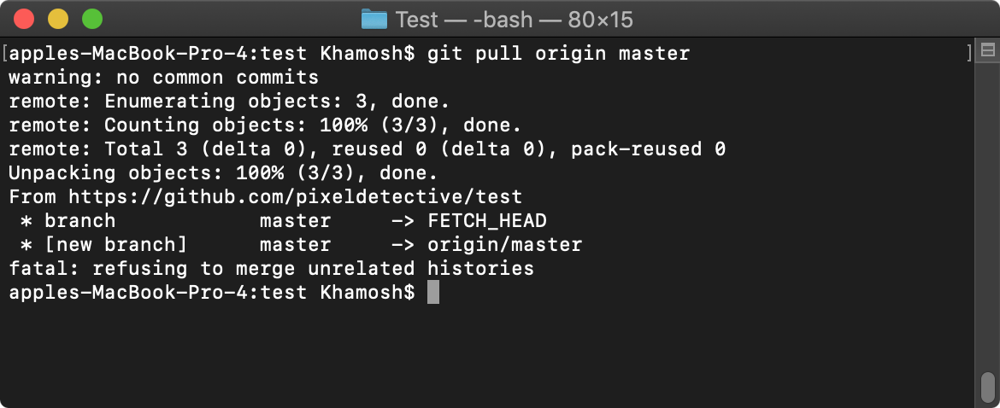 Test — -bash — 80×15
[apples-MacBook-Pro-4:test Khamosh$ git pull origin master ]
warning: no common commits
remote: Enumerating objects: 3, done.
remote: Counting objects: 100% (3/3), done.
remote: Total 3 (delta 0), reused 0 (delta 0), pack-reused 0
Unpacking objects: 100% (3/3), done.
From https://github.com/pixeldetective/test
 * branch            master     -> FETCH_HEAD
 * [new branch]      master     -> origin/master
fatal: refusing to merge unrelated histories
apples-MacBook-Pro-4:test Khamosh$